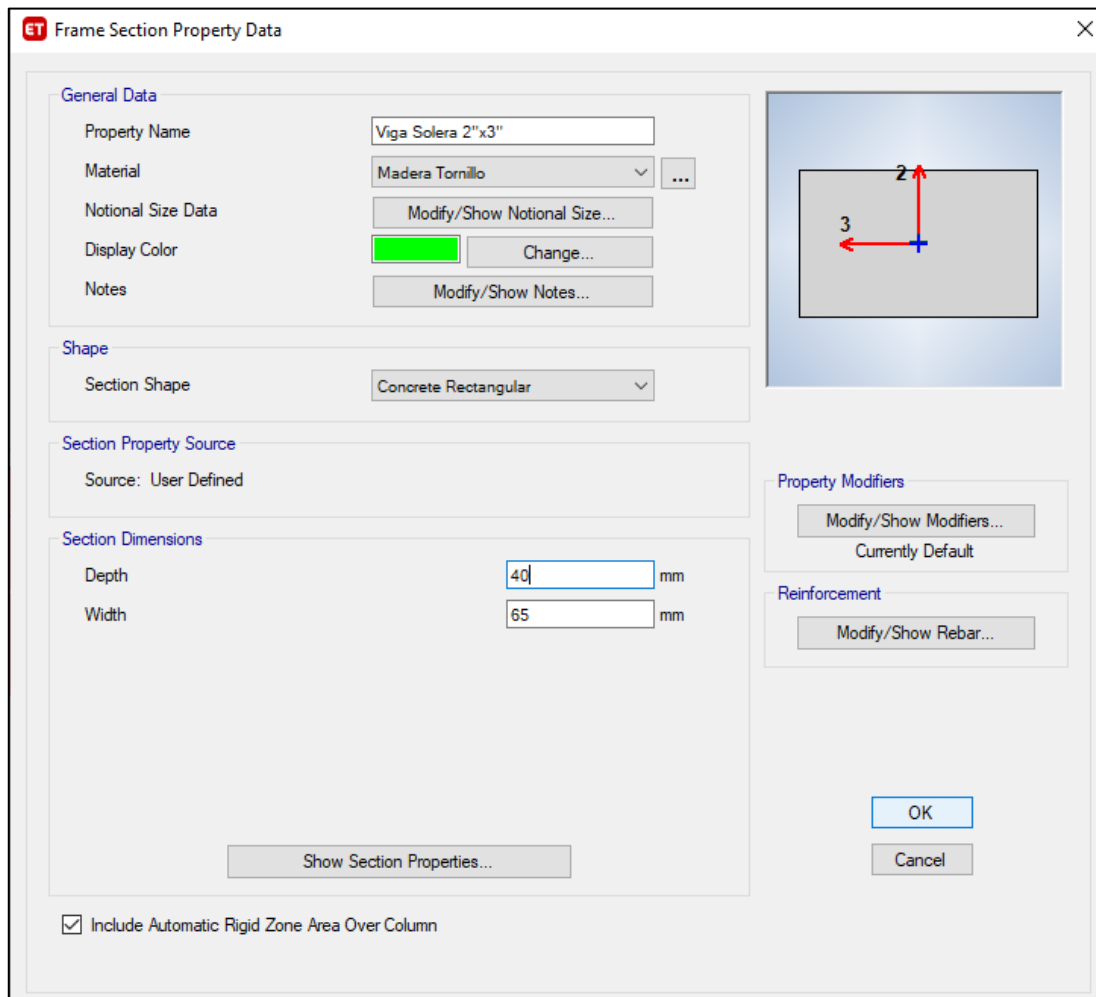 ET Frame Section Property Data
General Data
Property Name Viga Solera 2"x3"
Material Madera Tornillo ...
Notional Size Data Modify/Show Notional Size...
Display Color Change...
Notes Modify/Show Notes...
Shape
Section Shape Concrete Rectangular
Section Property Source
Source: User Defined
Section Dimensions
Depth 40 mm
Width 65 mm
Show Section Properties...
Include Automatic Rigid Zone Area Over Column
2
3
Property Modifiers
Modify/Show Modifiers...
Currently Default
Reinforcement
Modify/Show Rebar...
OK
Cancel